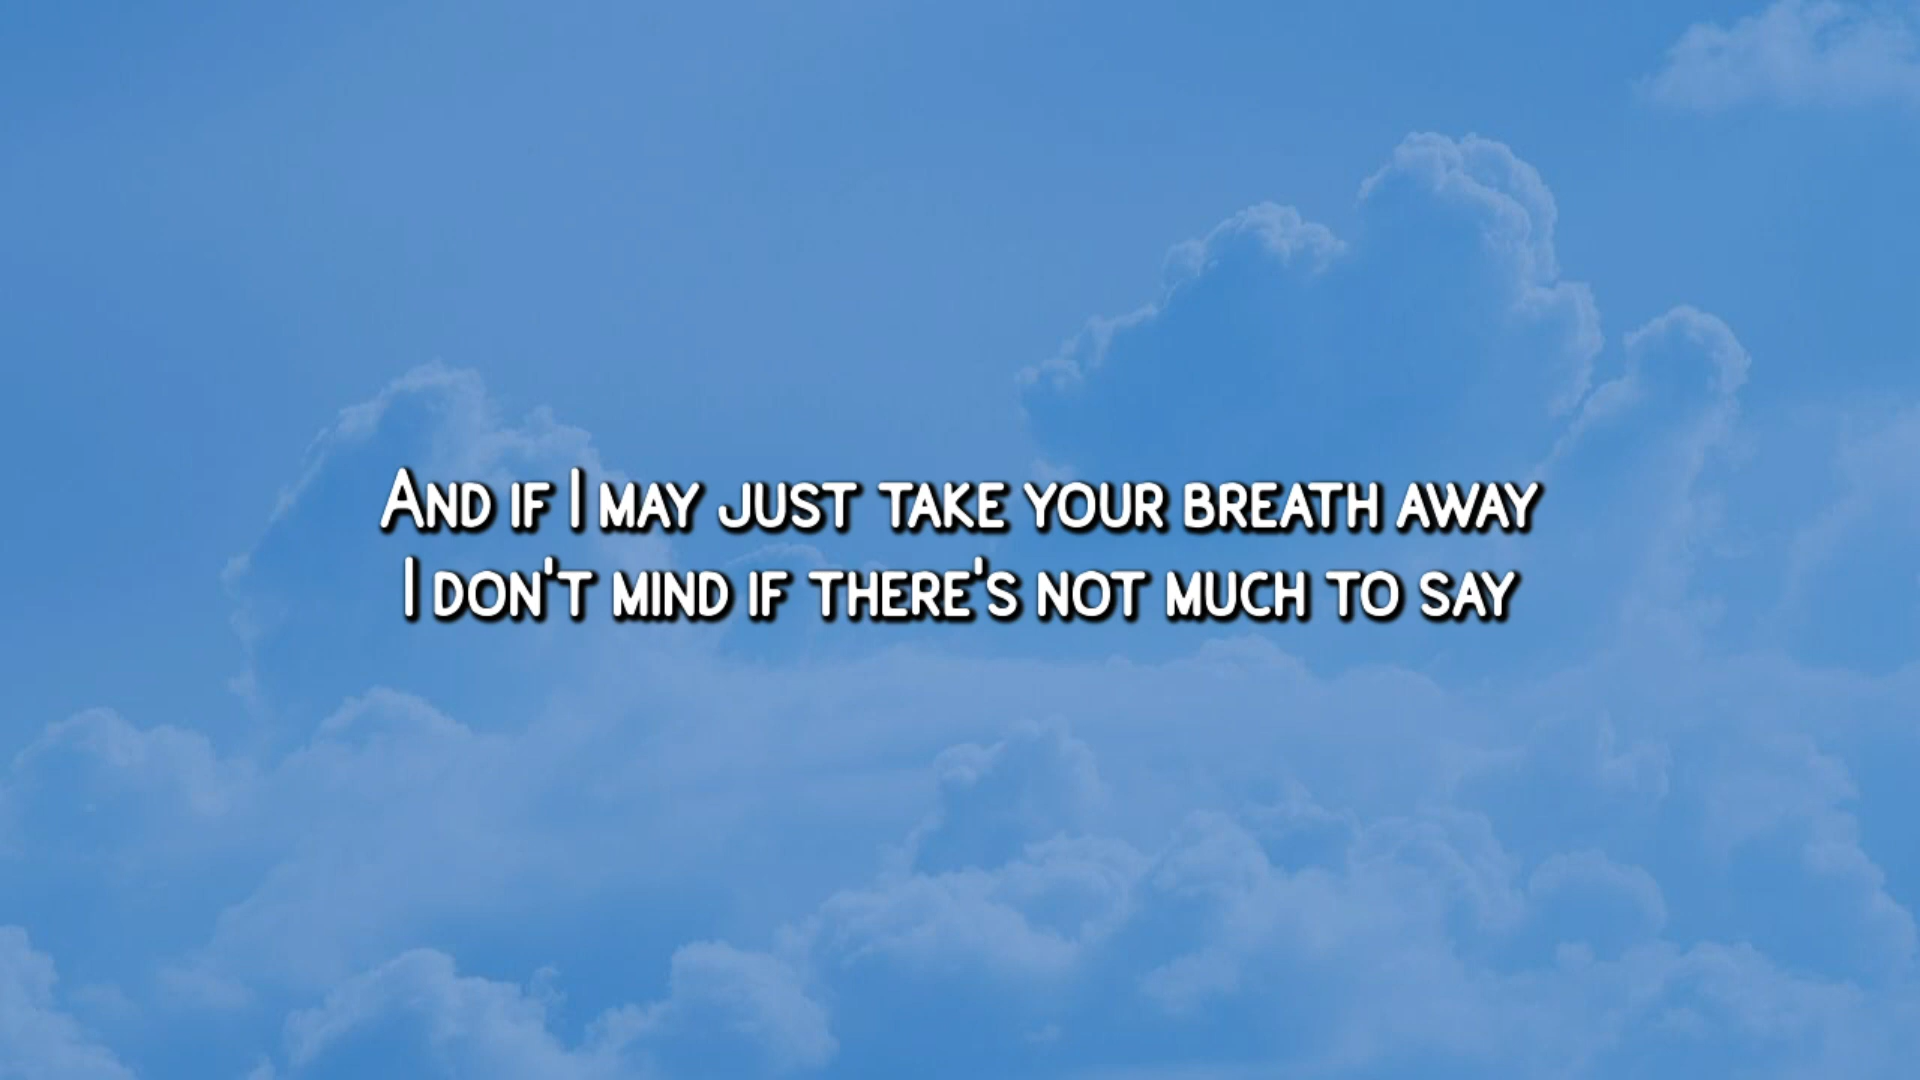 And if I may just take your breath away
I don't mind if there's not much to say